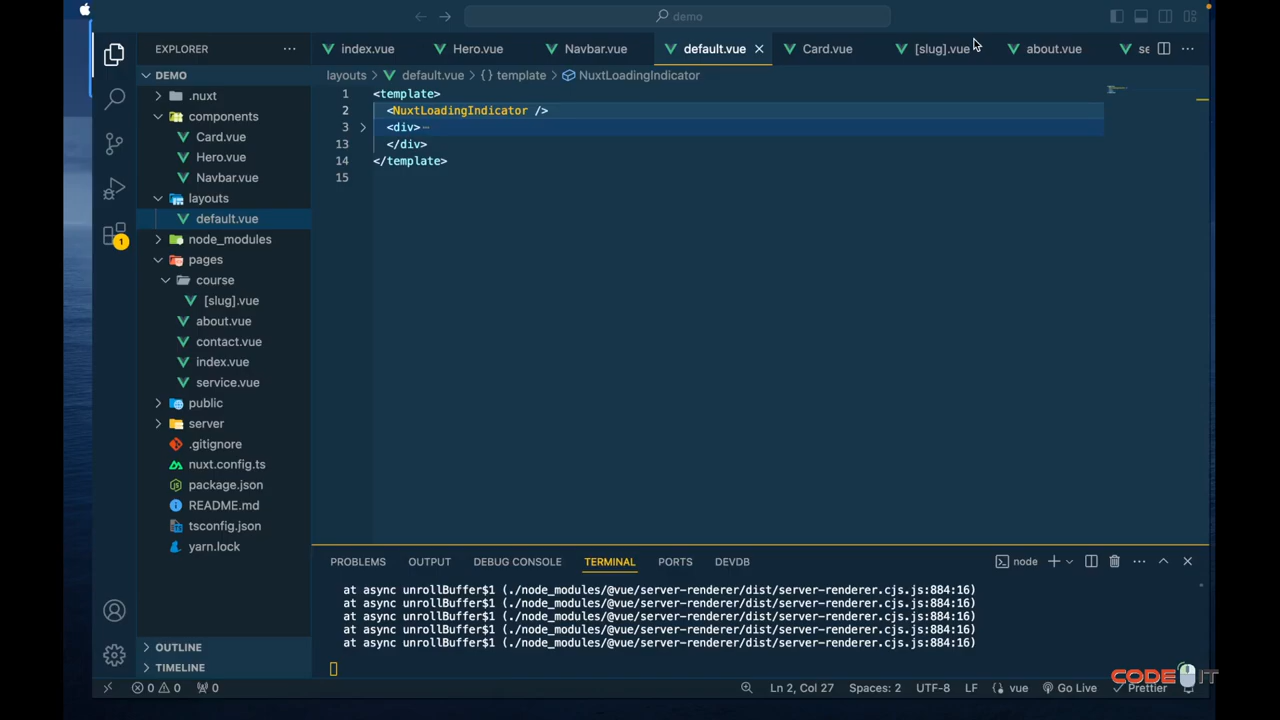 demo
EXPLORER
index.vue
Hero.vue
Navbar.vue
default.vue
Card.vue
[slug].vue
about.vue
se
DEMO
layouts > default.vue > {} template > NuxtLoadingIndicator
.nuxt
components
Card.vue
Hero.vue
Navbar.vue
layouts
default.vue
node_modules
pages
course
[slug].vue
about.vue
contact.vue
index.vue
service.vue
public
server
.gitignore
nuxt.config.ts
package.json
README.md
tsconfig.json
yarn.lock
OUTLINE
TIMELINE
1
1 <template>
2 <NuxtLoadingIndicator />
3 <div>
13 </div>
14 </template>
15
PROBLEMS
OUTPUT
DEBUG CONSOLE
TERMINAL
PORTS
DEVDB
node
at async unrollBuffer$1 (./node_modules/@vue/server-renderer/dist/server-renderer.cjs.js:884:16)
at async unrollBuffer$1 (./node_modules/@vue/server-renderer/dist/server-renderer.cjs.js:884:16)
at async unrollBuffer$1 (./node_modules/@vue/server-renderer/dist/server-renderer.cjs.js:884:16)
at async unrollBuffer$1 (./node_modules/@vue/server-renderer/dist/server-renderer.cjs.js:884:16)
at async unrollBuffer$1 (./node_modules/@vue/server-renderer/dist/server-renderer.cjs.js:884:16)
CODE IT
0 0 0
Ln 2, Col 27
Spaces: 2
UTF-8
LF
{} vue
Go Live
Prettier